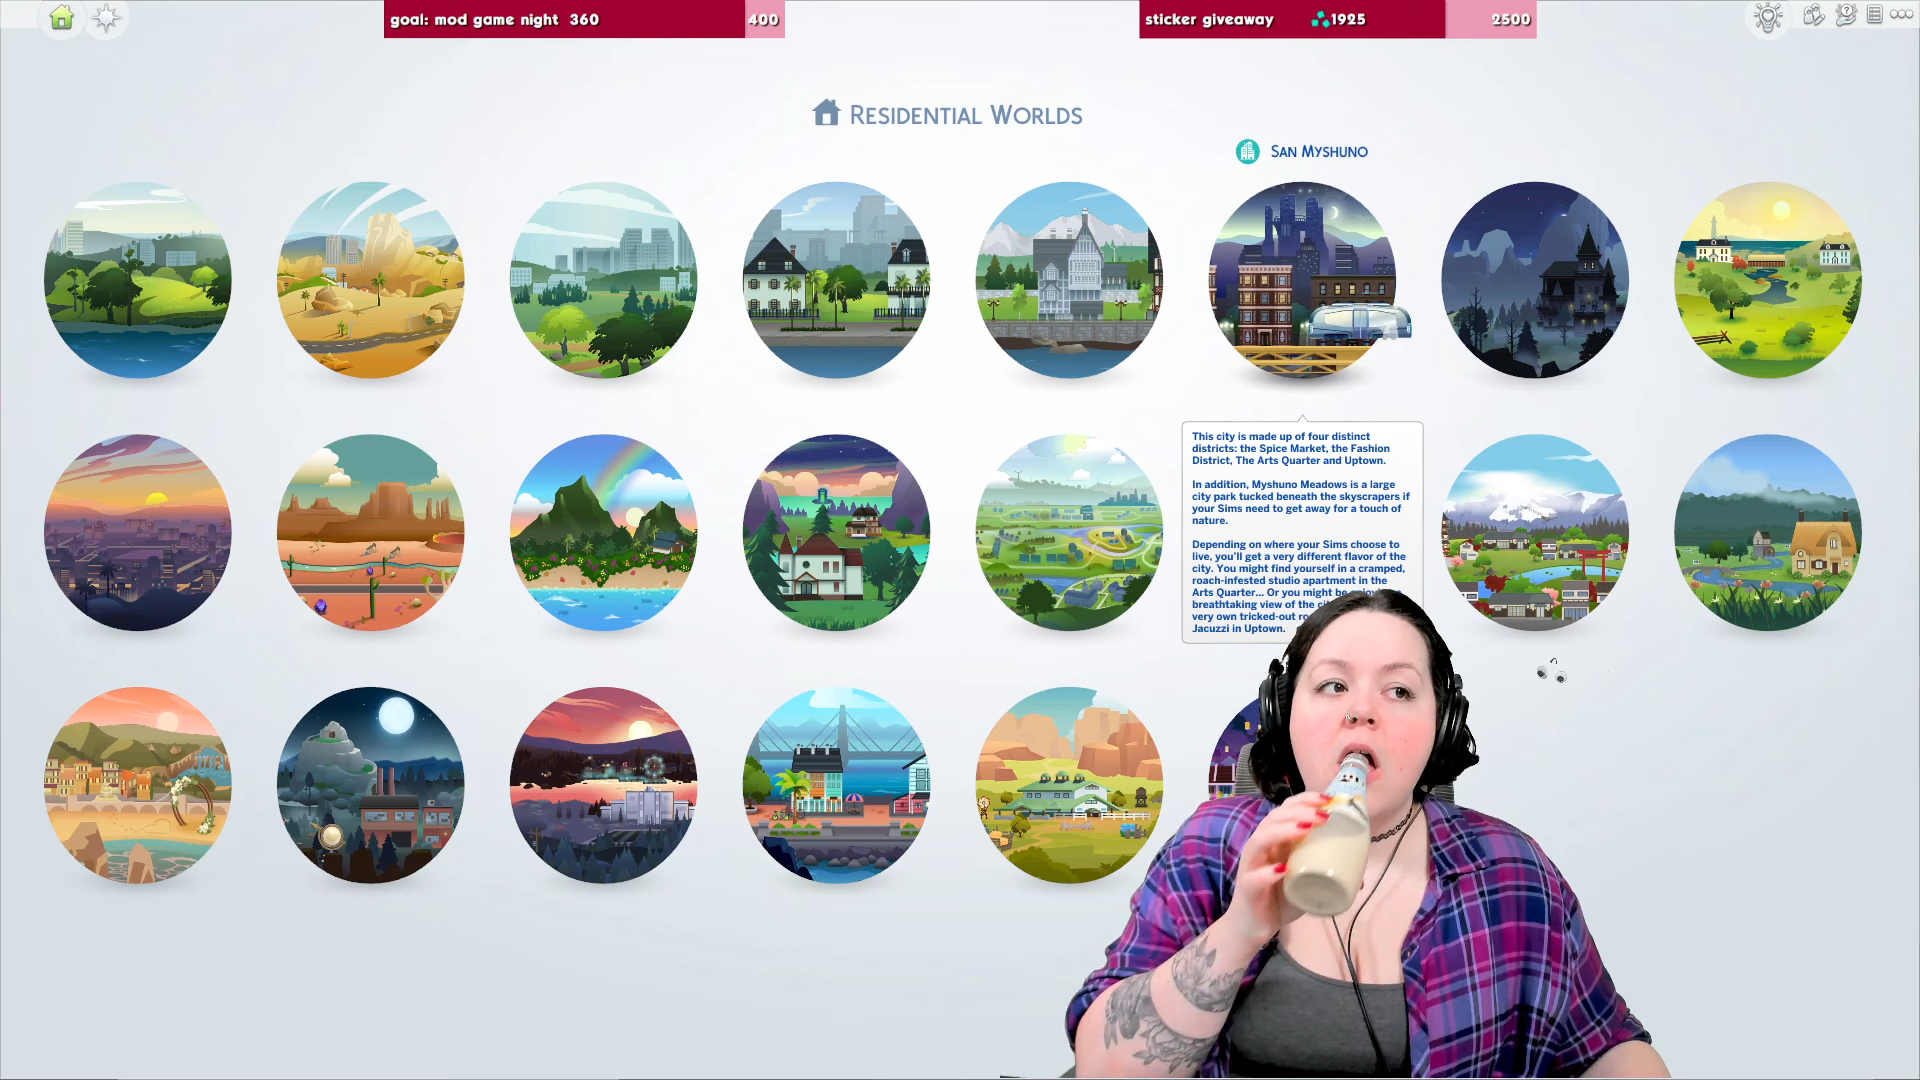 goal: mod game night 360 400
sticker giveaway 1925 2500
RESIDENTIAL WORLDS
SAN MYSHUNO
This city is made up of four distinct
districts: the Spice Market, the Fashion
District, The Arts Quarter and Uptown.
In addition, Myshuno Meadows is a large
city park tucked beneath the skyscrapers if
your Sims need to get away for a touch of
nature.
Depending on where your Sims choose to
live, you'll get a very different flavor of the
city. You might find yourself in a cramped,
roach-infested studio apartment in the
Arts Quarter... Or you might be
breathtaking view of the
very own tricked-out
Jacuzzi in Uptown.